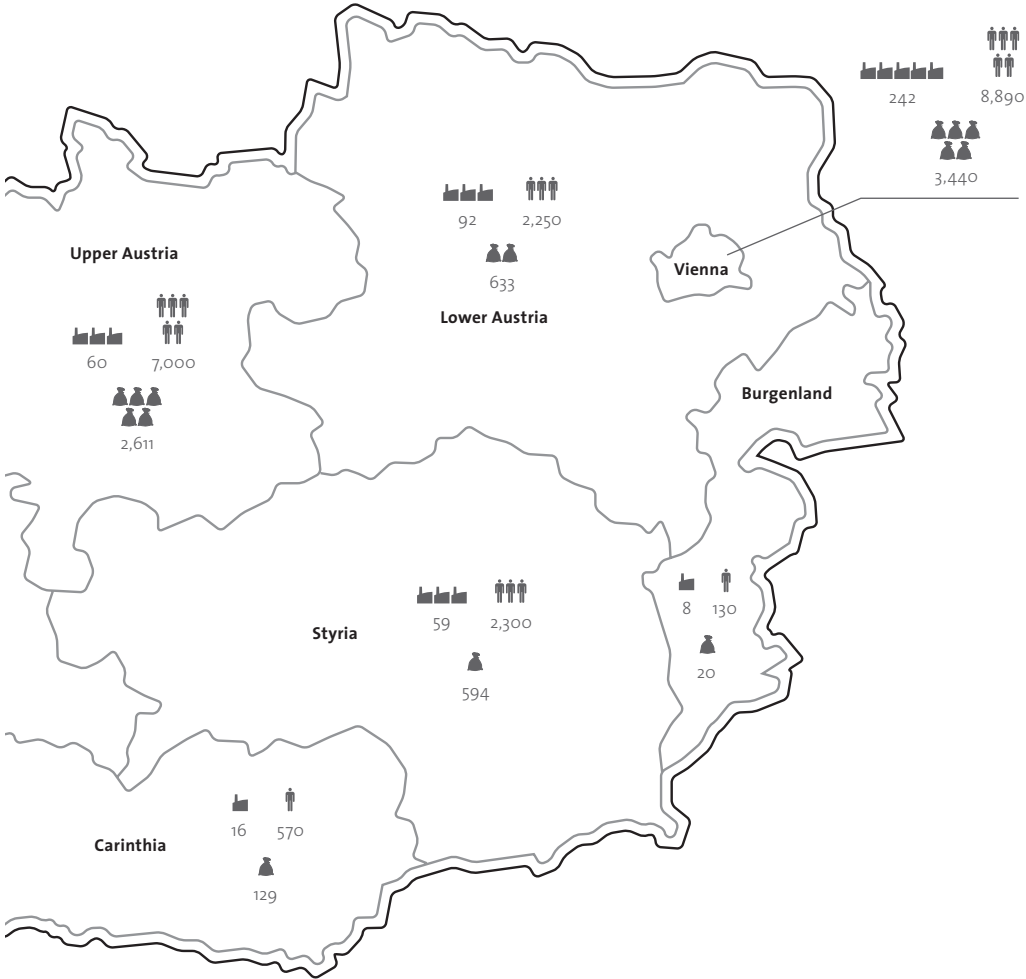 242 8,890
3,440
92 2,250
633
Lower Austria
Vienna
Upper Austria
60 7,000
2,611
Burgenland
8 130
20
Styria
59 2,300
594
Carinthia
16 570
129